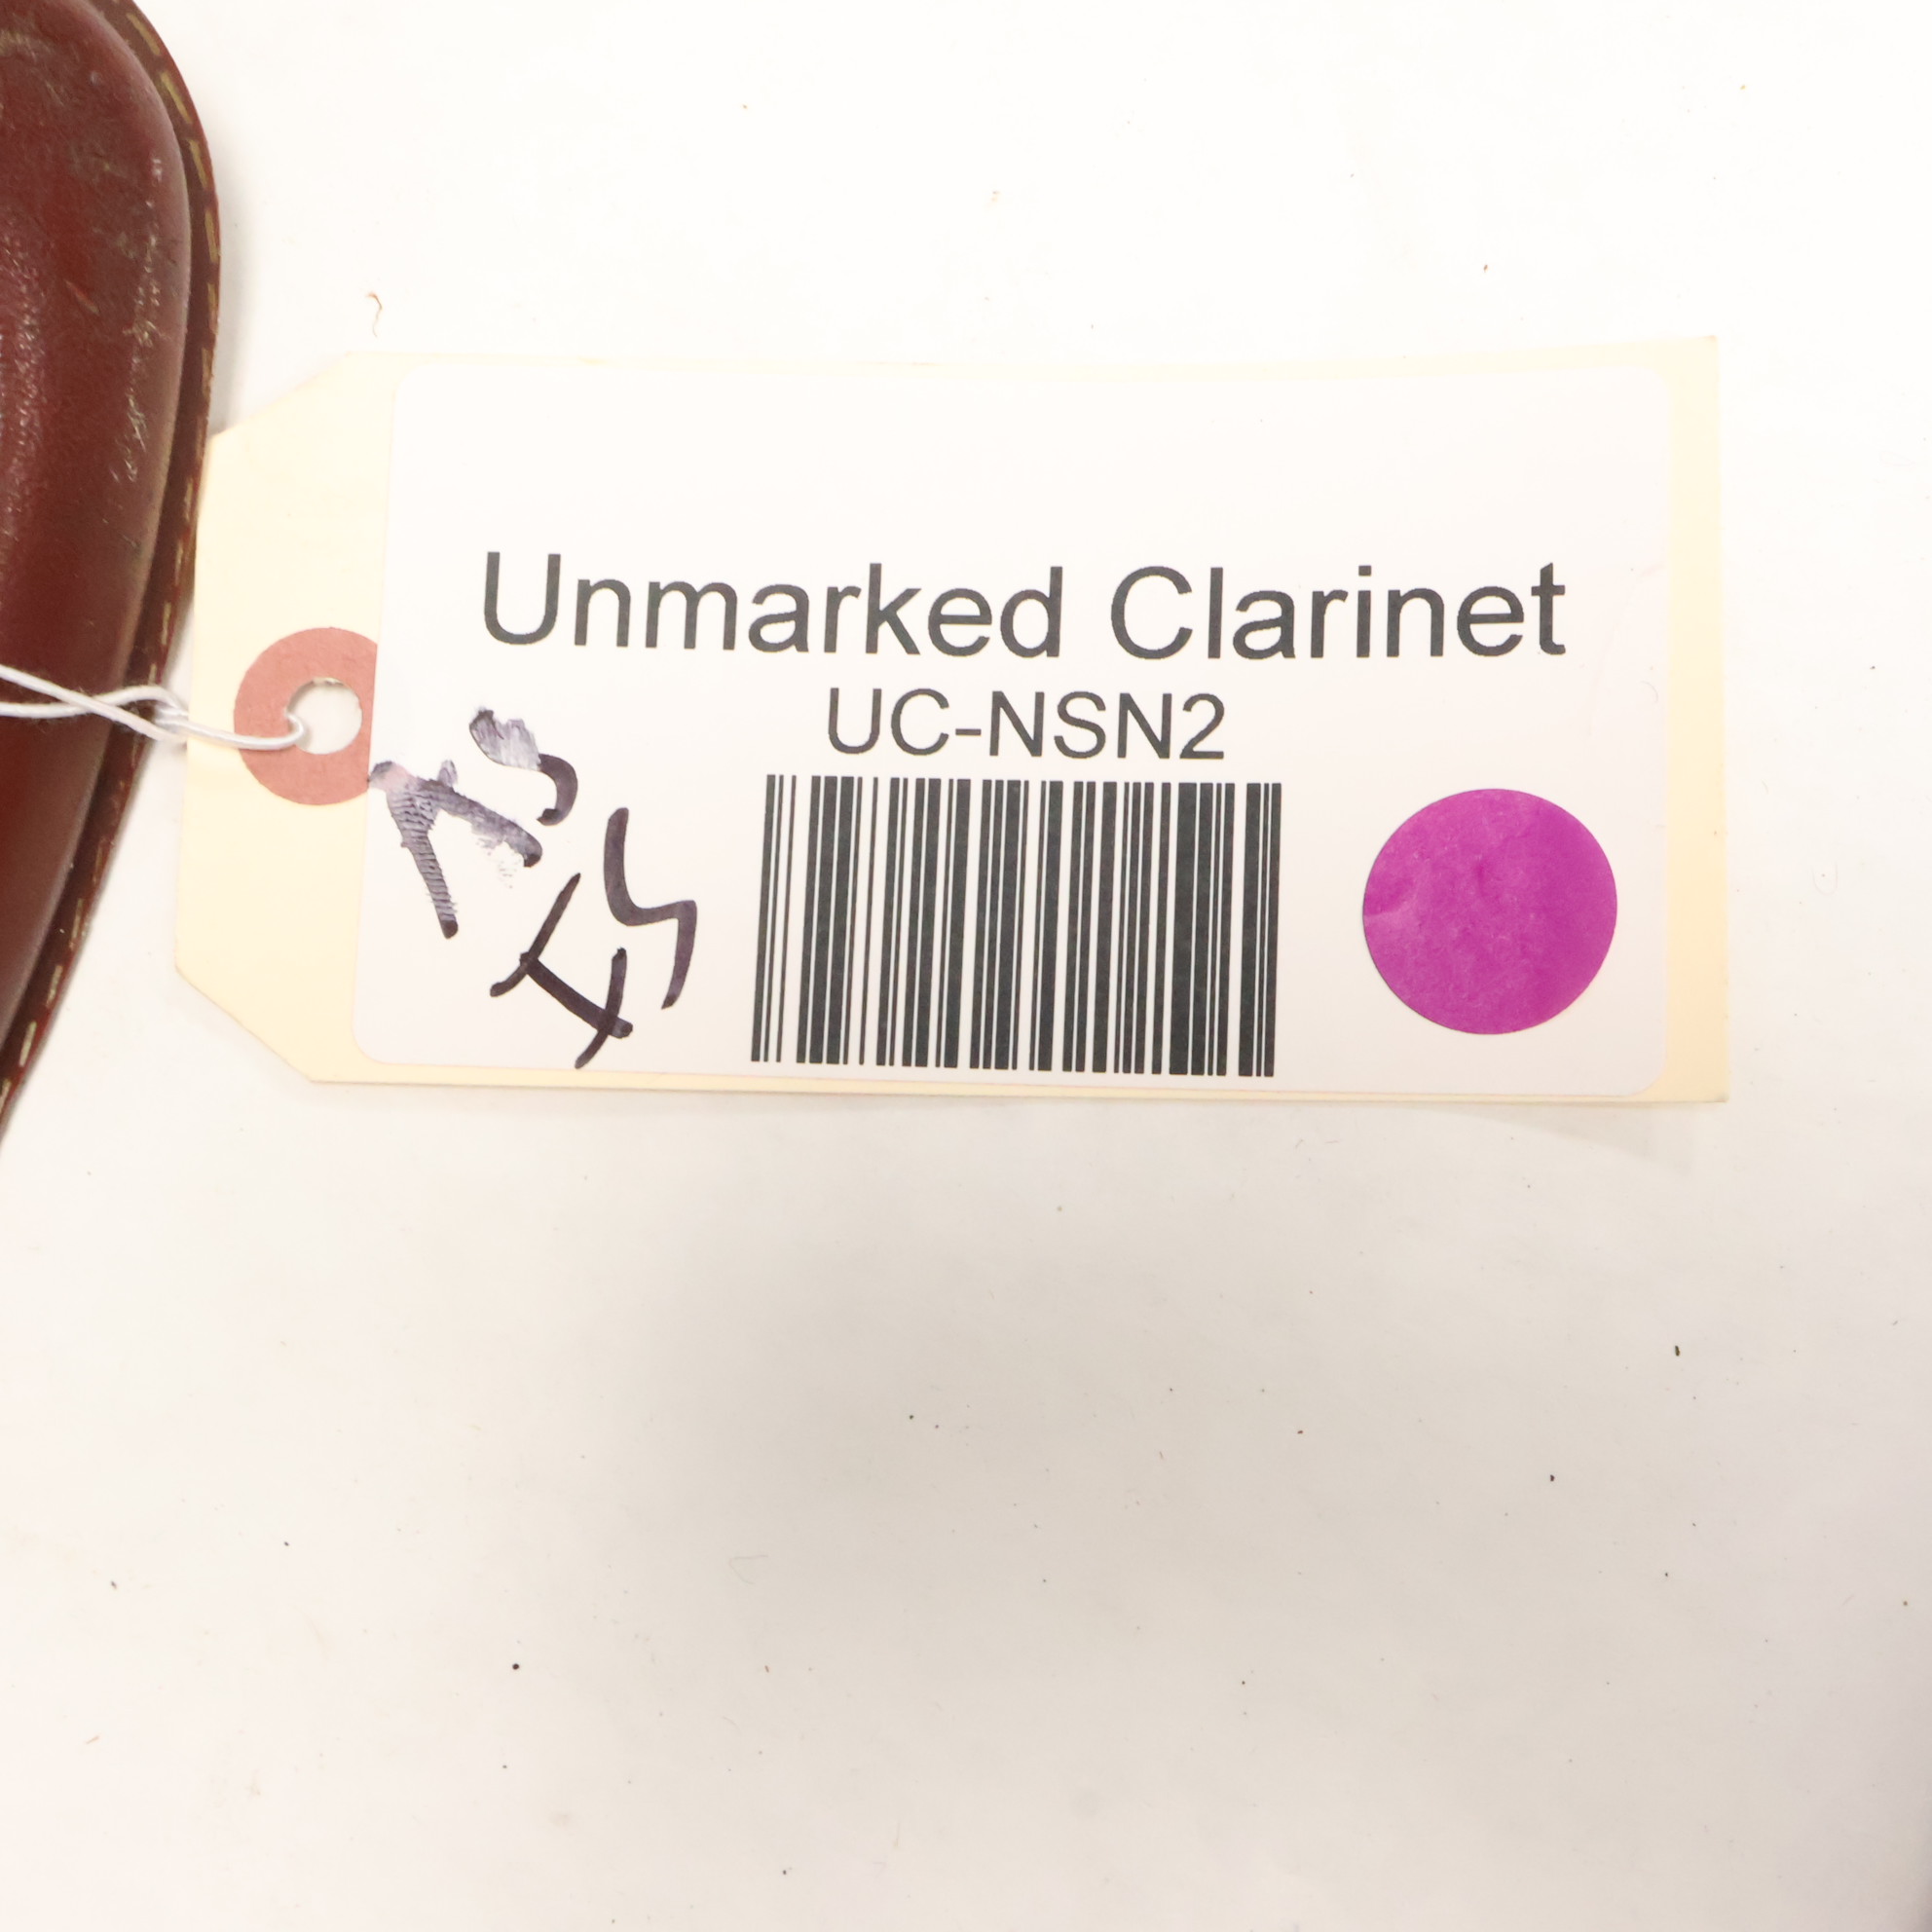 Unmarked Clarinet
UC-NSN2